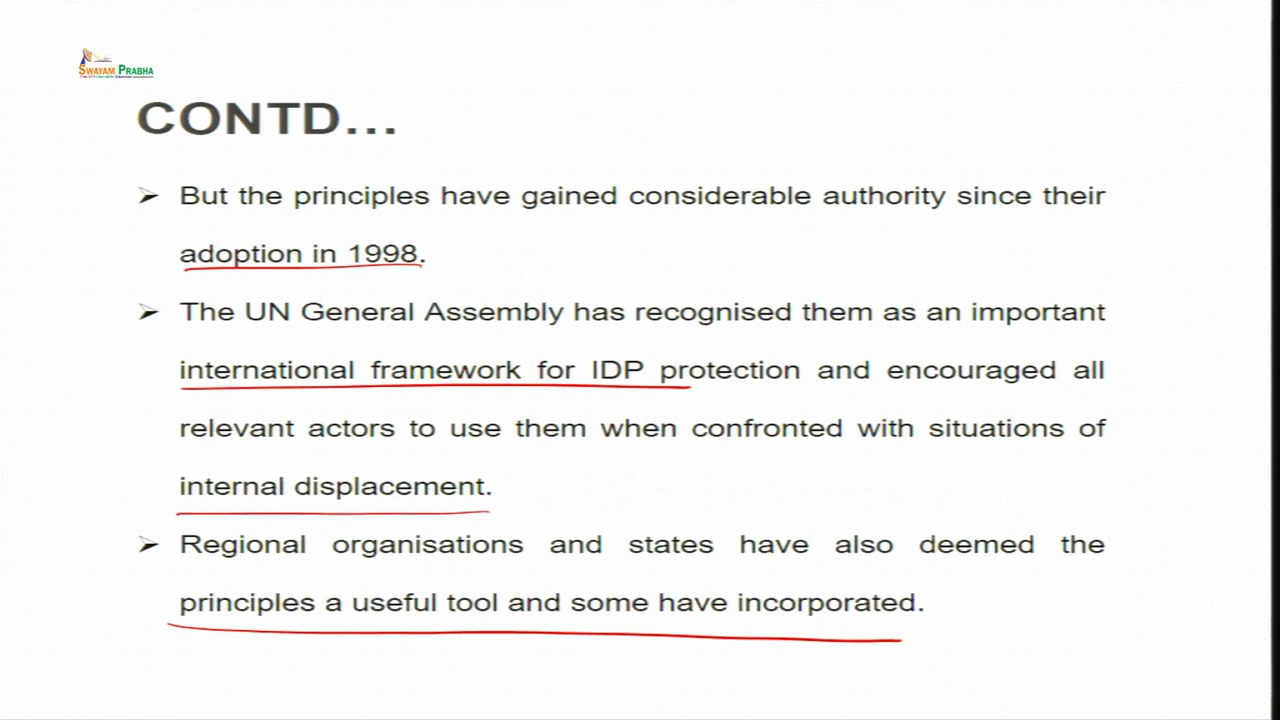 SWAYAM PRABHA
CONTD...
➢ But the principles have gained considerable authority since their
adoption in 1998.
➢ The UN General Assembly has recognised them as an important
international framework for IDP protection and encouraged all
relevant actors to use them when confronted with situations of
internal displacement.
➢ Regional organisations and states have also deemed the
principles a useful tool and some have incorporated.